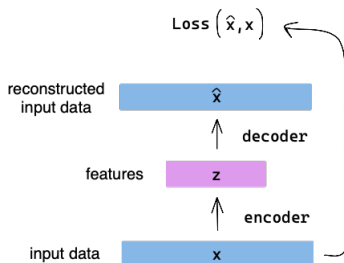 Loss(x̂,x)
reconstructed
input data
x̂
decoder
features
z
encoder
input data
x